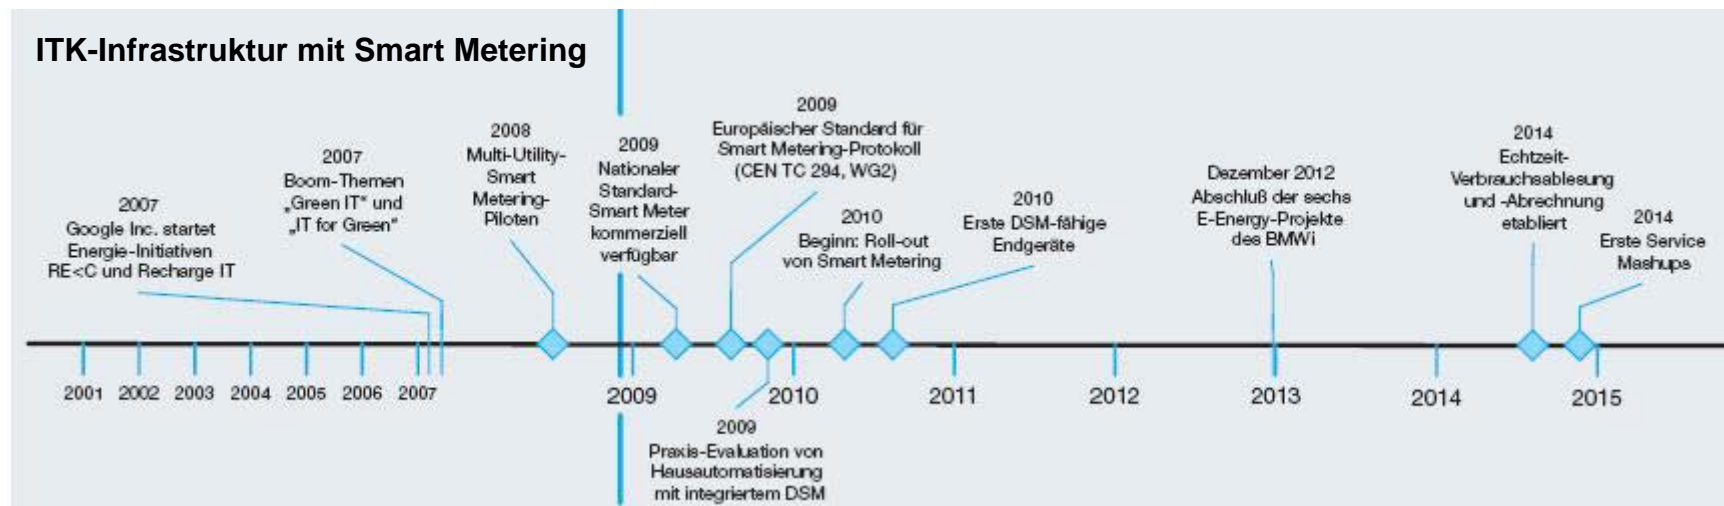 ITK-Infrastruktur mit Smart Metering
2007
Google Inc. startet
Energie-Initiativen
RE<C und Recharge IT
2007
Boom-Themen
„Green IT“ und
„IT for Green“
2008
Multi-Utility-
Smart
Metering-
Piloten
2009
Nationaler
Standard-
Smart Meter
kommerziell
verfügbar
2009
Europäischer Standard für
Smart Metering-Protokoll
(CEN TC 294, WG2)
2010
Beginn: Roll-out
von Smart Metering
2010
Erste DSM-fähige
Endgeräte
Dezember 2012
Abschluß der sechs
E-Energy-Projekte
des BMWi
2014
Echtzeit-
Verbrauchsablesung
und -Abrechnung
etabliert
2014
Erste Service
Mashups
2001 2002 2003 2004 2005 2006 2007 2009 2010 2011 2012 2013 2014 2015
2009
Praxis-Evaluation von
Hausautomatisierung
mit integriertem DSM